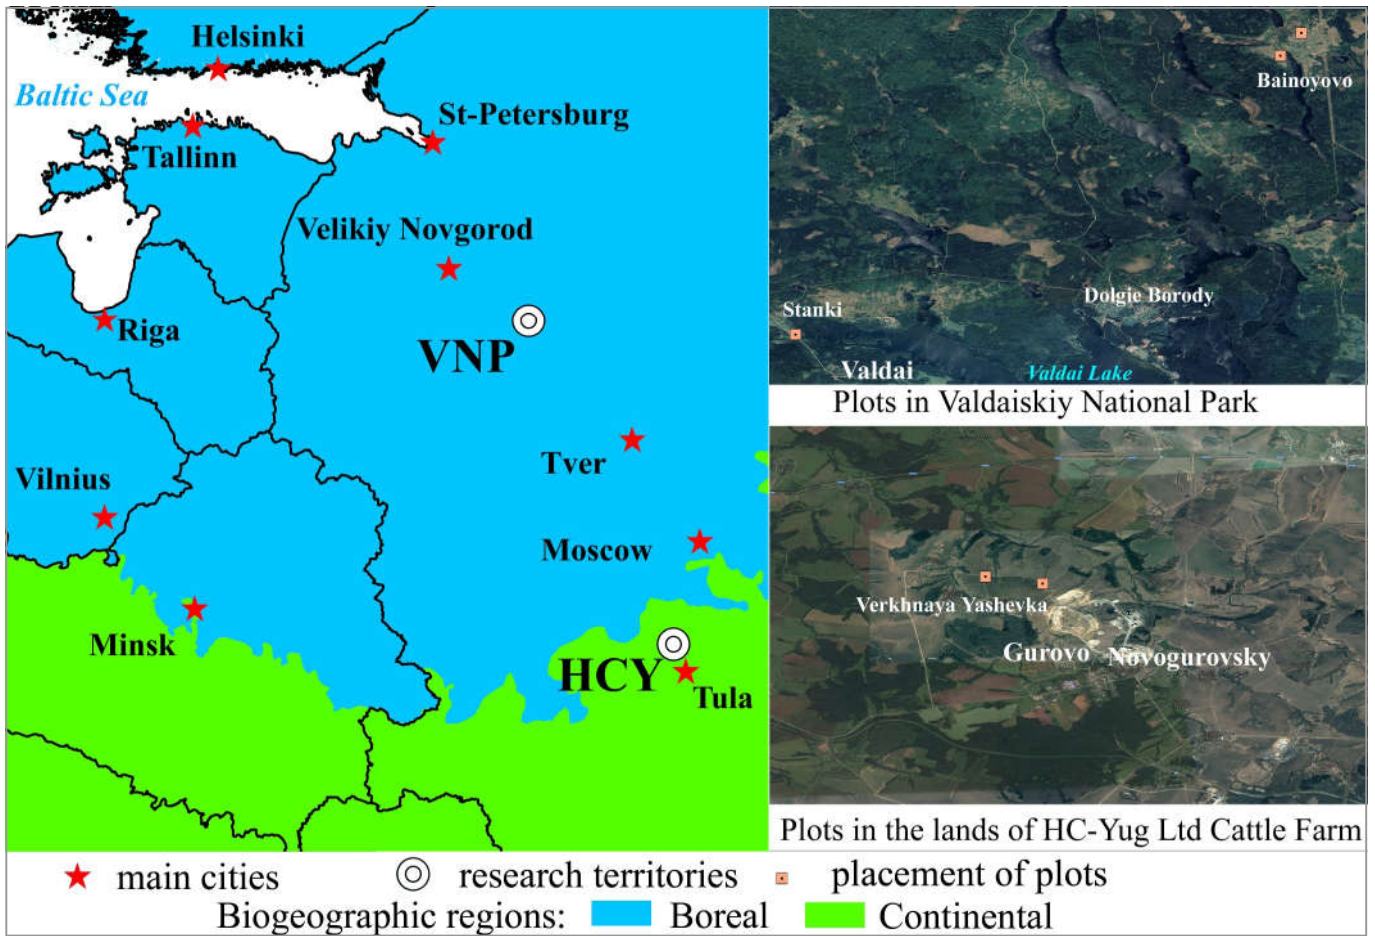 Helsinki
Baltic Sea
St-Petersburg
Tallinn
Velikiy Novgorod
Riga
VNP
Tver
Vilnius
Moscow
Minsk
HCY
Tula
Bainoyovo
Stanki
Dolgie Borody
Valdai
Valdai Lake
Plots in Valdaiskiy National Park
Verkhnaya Yashevka
Gurovo
Novogurovsky
Plots in the lands of HC-Yug Ltd Cattle Farm
main cities
research territories
placement of plots
Biogeographic regions:
Boreal
Continental